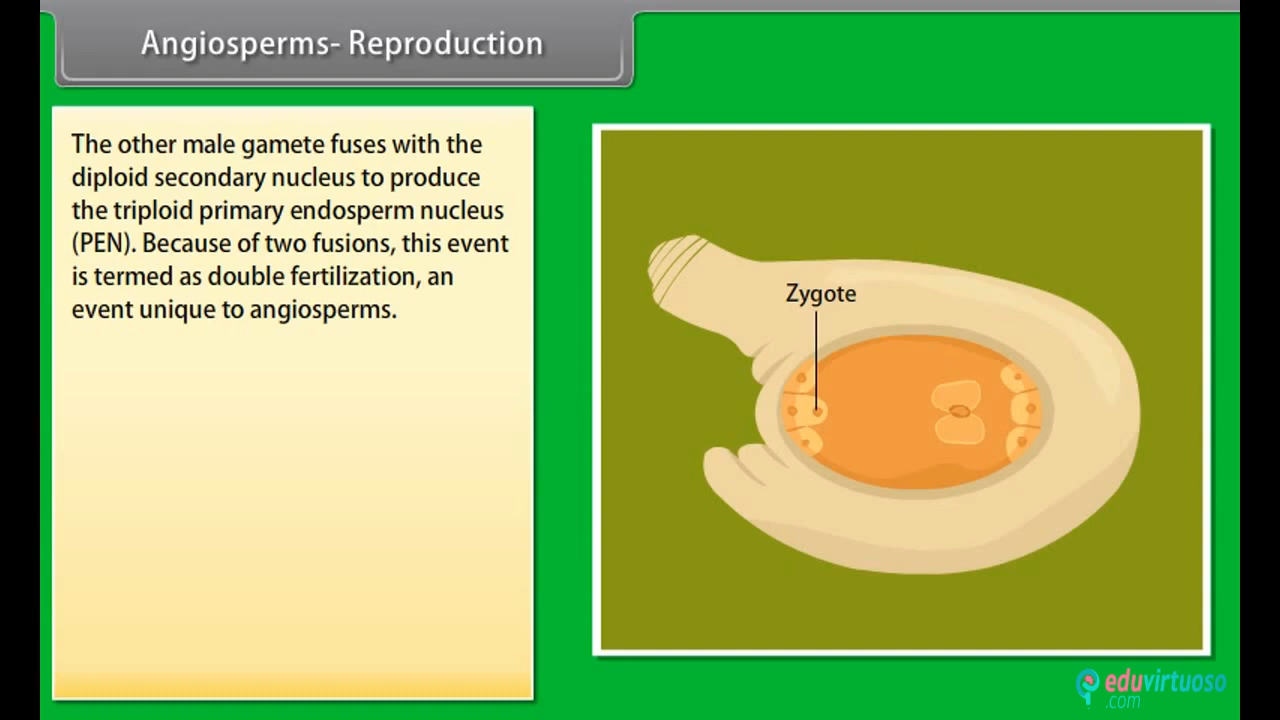 Angiosperms- Reproduction
The other male gamete fuses with the
diploid secondary nucleus to produce
the triploid primary endosperm nucleus
(PEN). Because of two fusions, this event
is termed as double fertilization, an
event unique to angiosperms.
Zygote
eduvirtuoso
.com